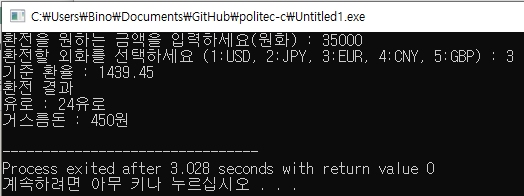 C:₩Users₩Bino₩Documents₩GitHub₩politec-c₩Untitled1.exe
환전을 원하는 금액을 입력하세요(원화) : 35000
환전할 외화를 선택하세요 (1:USD, 2:JPY, 3:EUR, 4:CNY, 5:GBP) : 3
기준 환율 : 1439.45
환전 결과
유로 : 24유로
거스름돈 : 450원
--------------------------------
Process exited after 3.028 seconds with return value 0
계속하려면 아무 키나 누르십시오 . . .